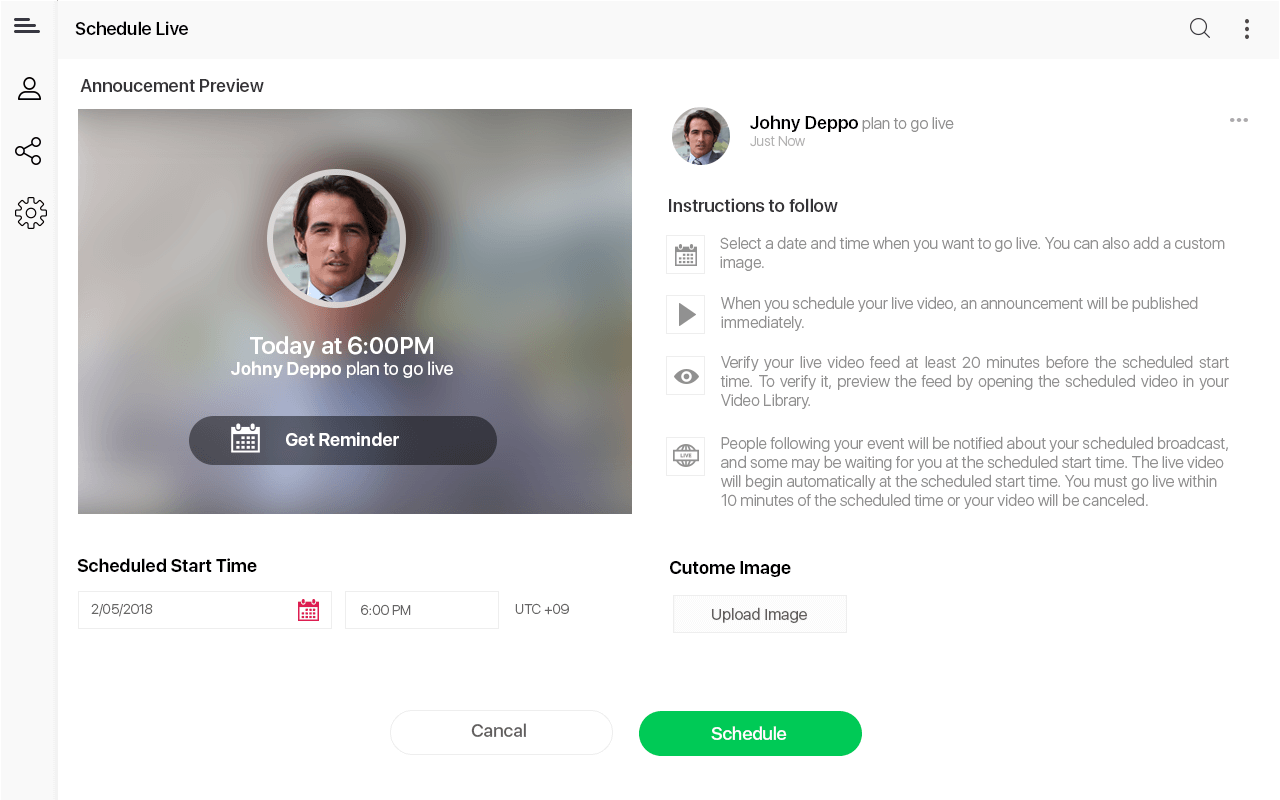 Schedule Live
Annoucement Preview
Today at 6:00PM
Johny Deppo plan to go live
Get Reminder
Johny Deppo plan to go live
Just Now
Instructions to follow
Select a date and time when you want to go live. You can also add a custom
image.
When you schedule your live video, an announcement will be published
immediately.
Verify your live video feed at least 20 minutes before the scheduled start
time. To verify it, preview the feed by opening the scheduled video in your
Video Library.
LIVE
People following your event will be notified about your scheduled broadcast,
and some may be waiting for you at the scheduled start time. The live video
will begin automatically at the scheduled start time. You must go live within
10 minutes of the scheduled time or your video will be canceled.
Scheduled Start Time
2/05/2018
6:00 PM
UTC +09
Cutome Image
Upload Image
Cancal
Schedule